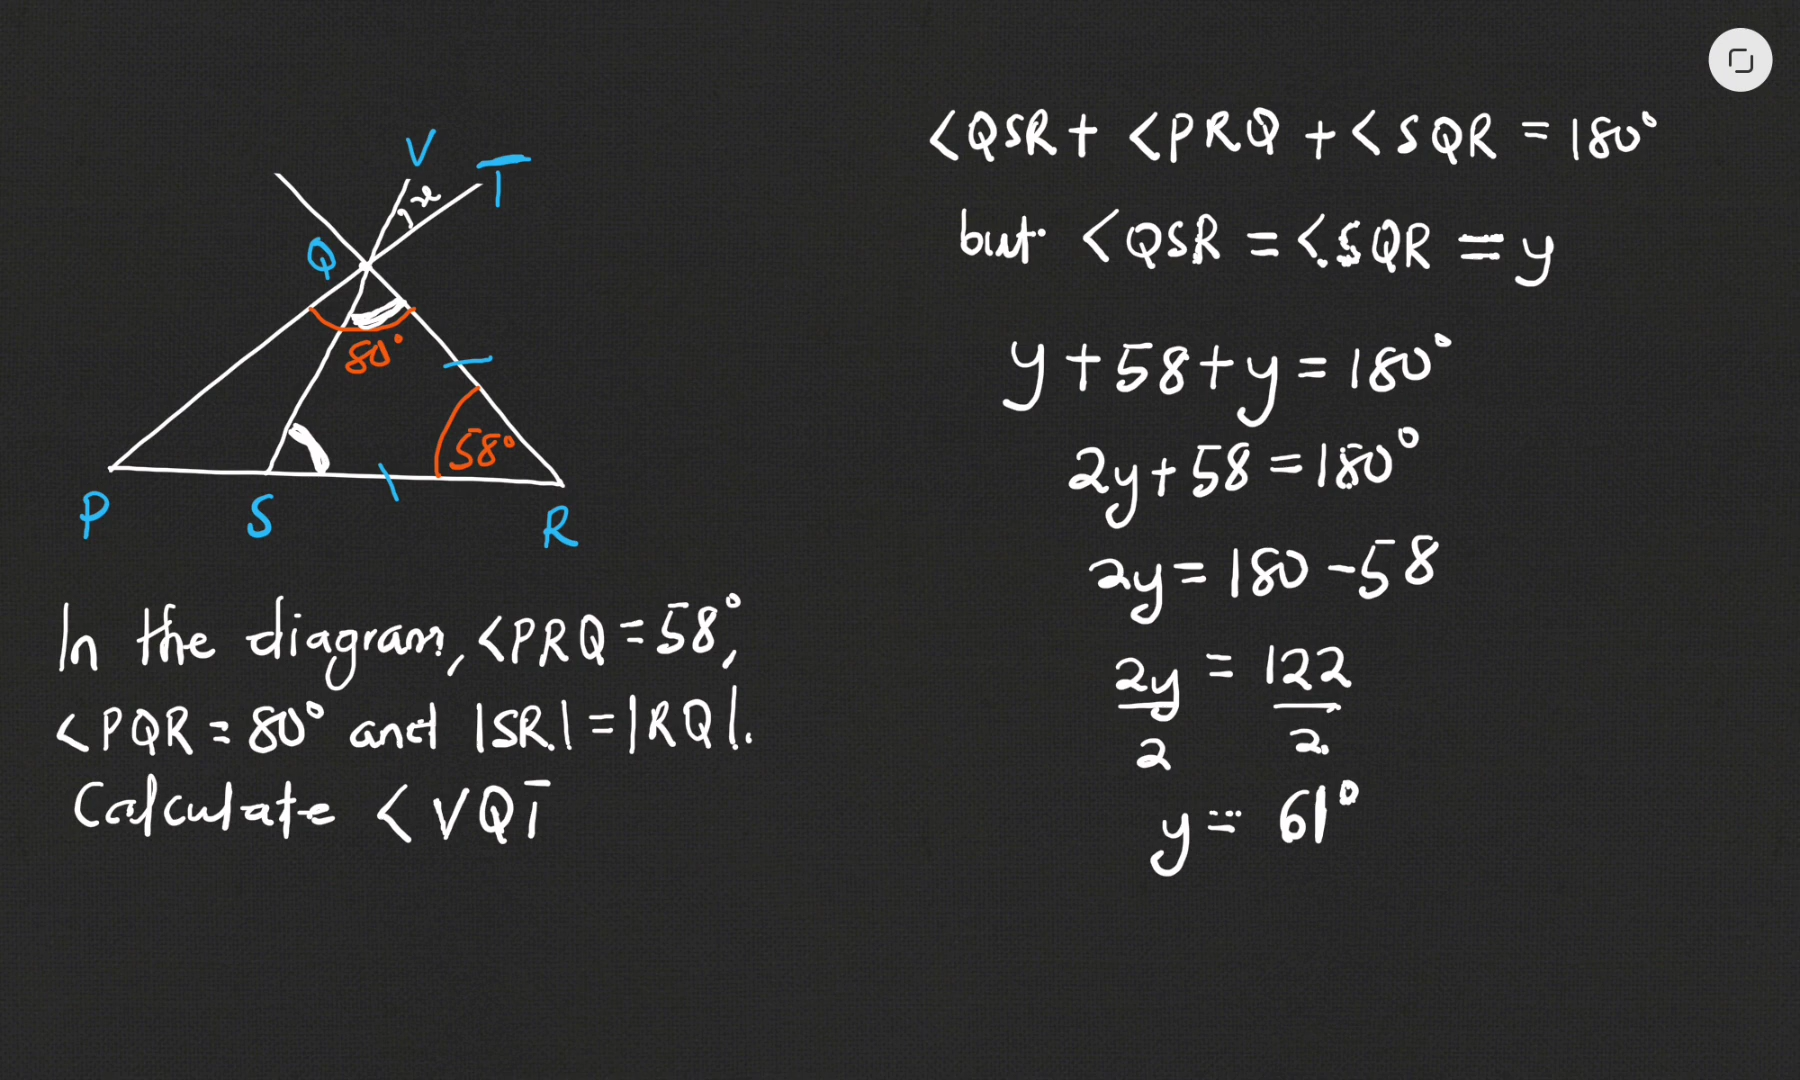 V
T
x
Q
80°
58°
P
S
R
In the diagram, <PRQ = 58°,
<PQR = 80° and |SR| = |RQ|.
Calculate <VQT
<QSR + <PRQ + <SQR = 180°
but <QSR = <SQR = y
y + 58 + y = 180°
2y + 58 = 180°
2y = 180 - 58
2y = 122
2 2
y = 61°